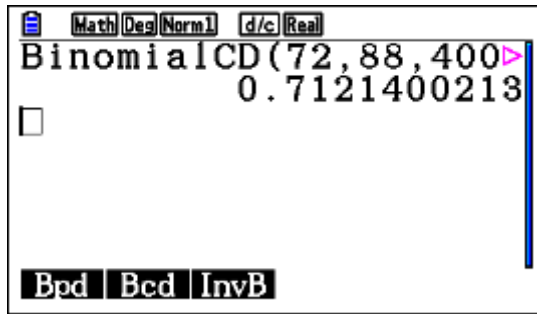 Math Deg Norm1 d/c Real
BinomialCD(72,88,400
0.7121400213
Bpd Bcd InvB